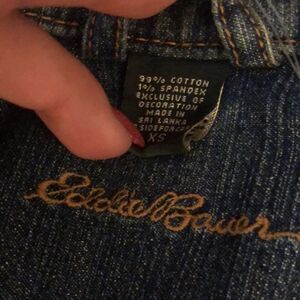 99% COTTON
1% SPANDEX
EXCLUSIVE OF
DECORATION
MADE IN
SRI LANKA
XS
Eddie Bauer